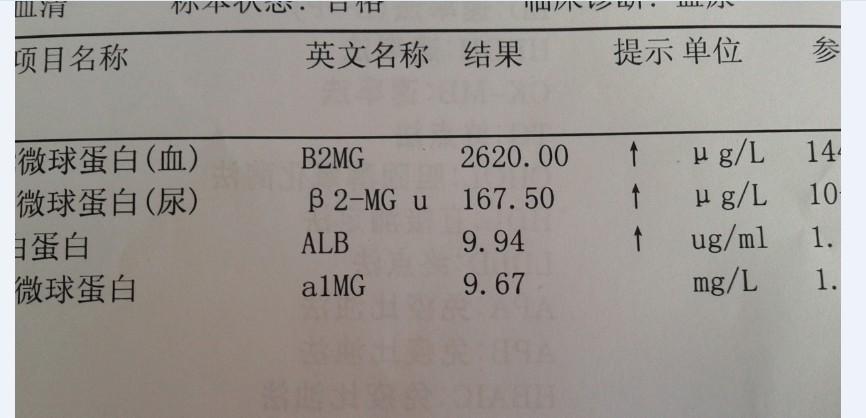 血清 标本状态: 合格 临床诊断: 血尿
项目名称 英文名称 结果 提示 单位 参
微球蛋白(血) B2MG 2620.00 ↑ μg/L 144
微球蛋白(尿) β2-MG u 167.50 ↑ μg/L 10
白蛋白 ALB 9.94 ↑ ug/ml 1.
微球蛋白 a1MG 9.67 mg/L 1.